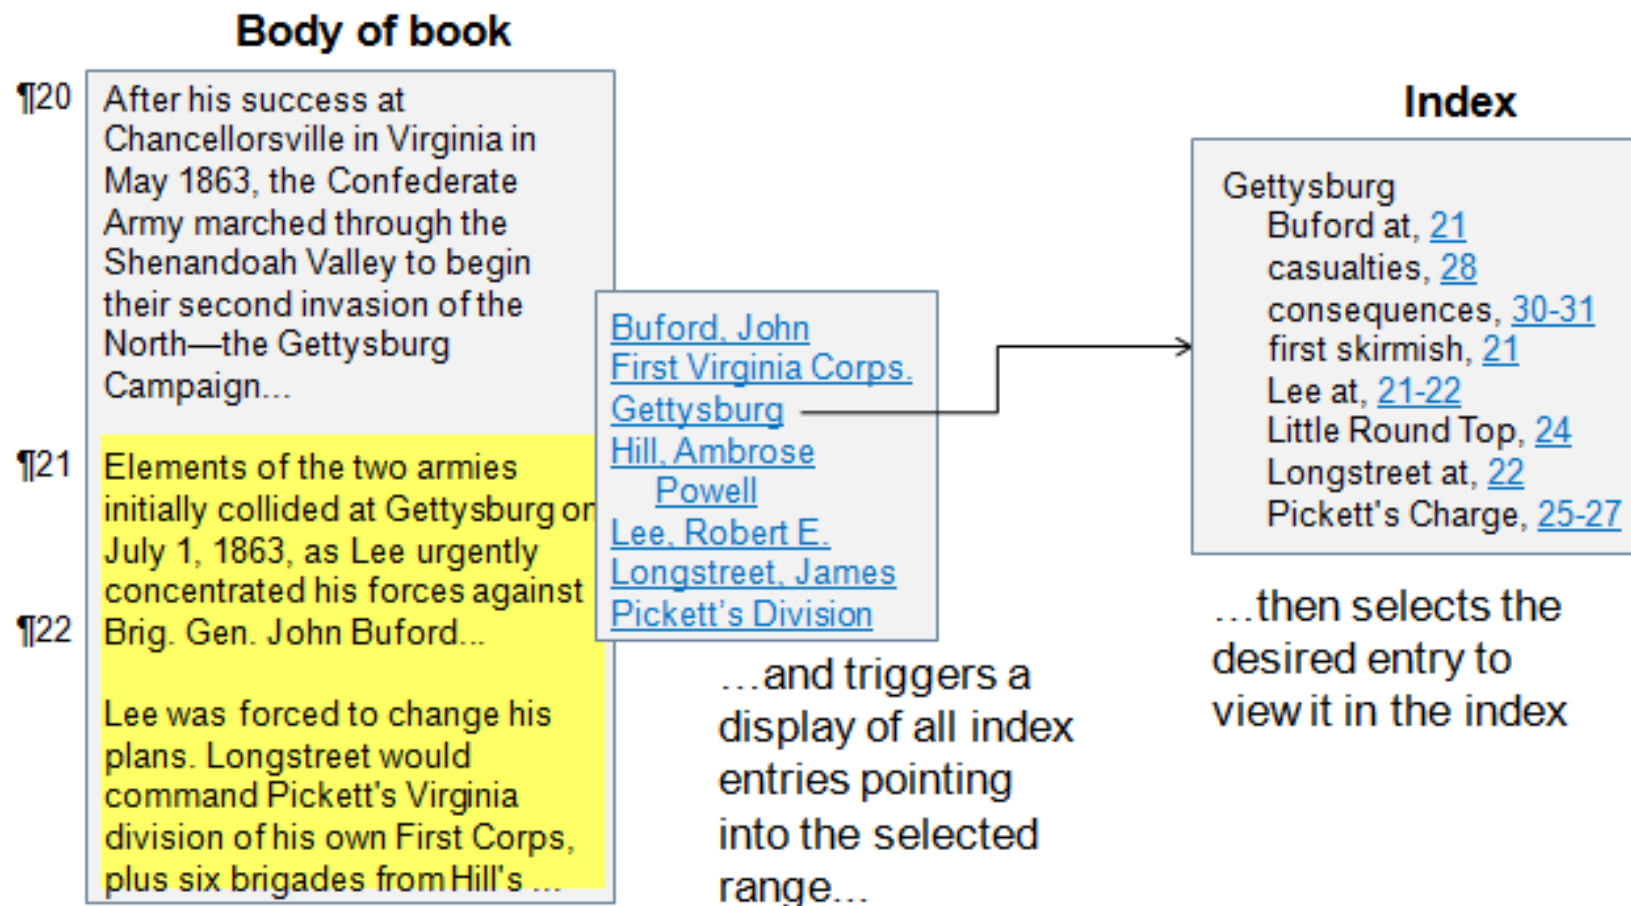 Body of book
¶20
After his success at
Chancellorsville in Virginia in
May 1863, the Confederate
Army marched through the
Shenandoah Valley to begin
their second invasion of the
North—the Gettysburg
Campaign...
¶21
Elements of the two armies
initially collided at Gettysburg on
July 1, 1863, as Lee urgently
concentrated his forces against
¶22
Brig. Gen. John Buford...
Lee was forced to change his
plans. Longstreet would
command Pickett's Virginia
division of his own First Corps,
plus six brigades from Hill's ...
Buford, John
First Virginia Corps.
Gettysburg
Hill, Ambrose
Powell
Lee, Robert E.
Longstreet, James
Pickett's Division
...and triggers a
display of all index
entries pointing
into the selected
range...
Index
Gettysburg
Buford at, 21
casualties, 28
consequences, 30-31
first skirmish, 21
Lee at, 21-22
Little Round Top, 24
Longstreet at, 22
Pickett's Charge, 25-27
...then selects the
desired entry to
view it in the index